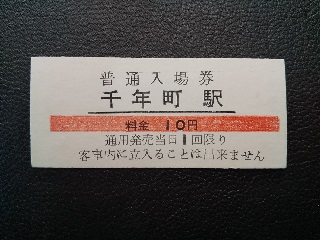 普通入場券
千年町駅
料金 10円
通用発売当日1回限り
客車内に立入ることは出来ません